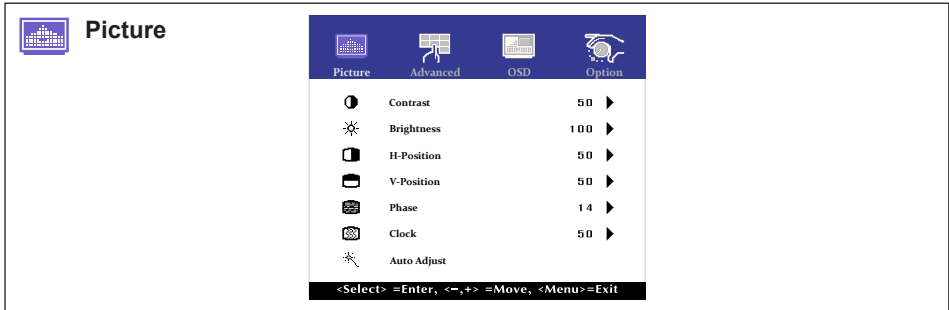 Picture
Picture Advanced OSD Option
Contrast 50
Brightness 100
H-Position 50
V-Position 50
Phase 14
Clock 50
Auto Adjust
<Select> =Enter, <−,+> =Move, <Menu>=Exit